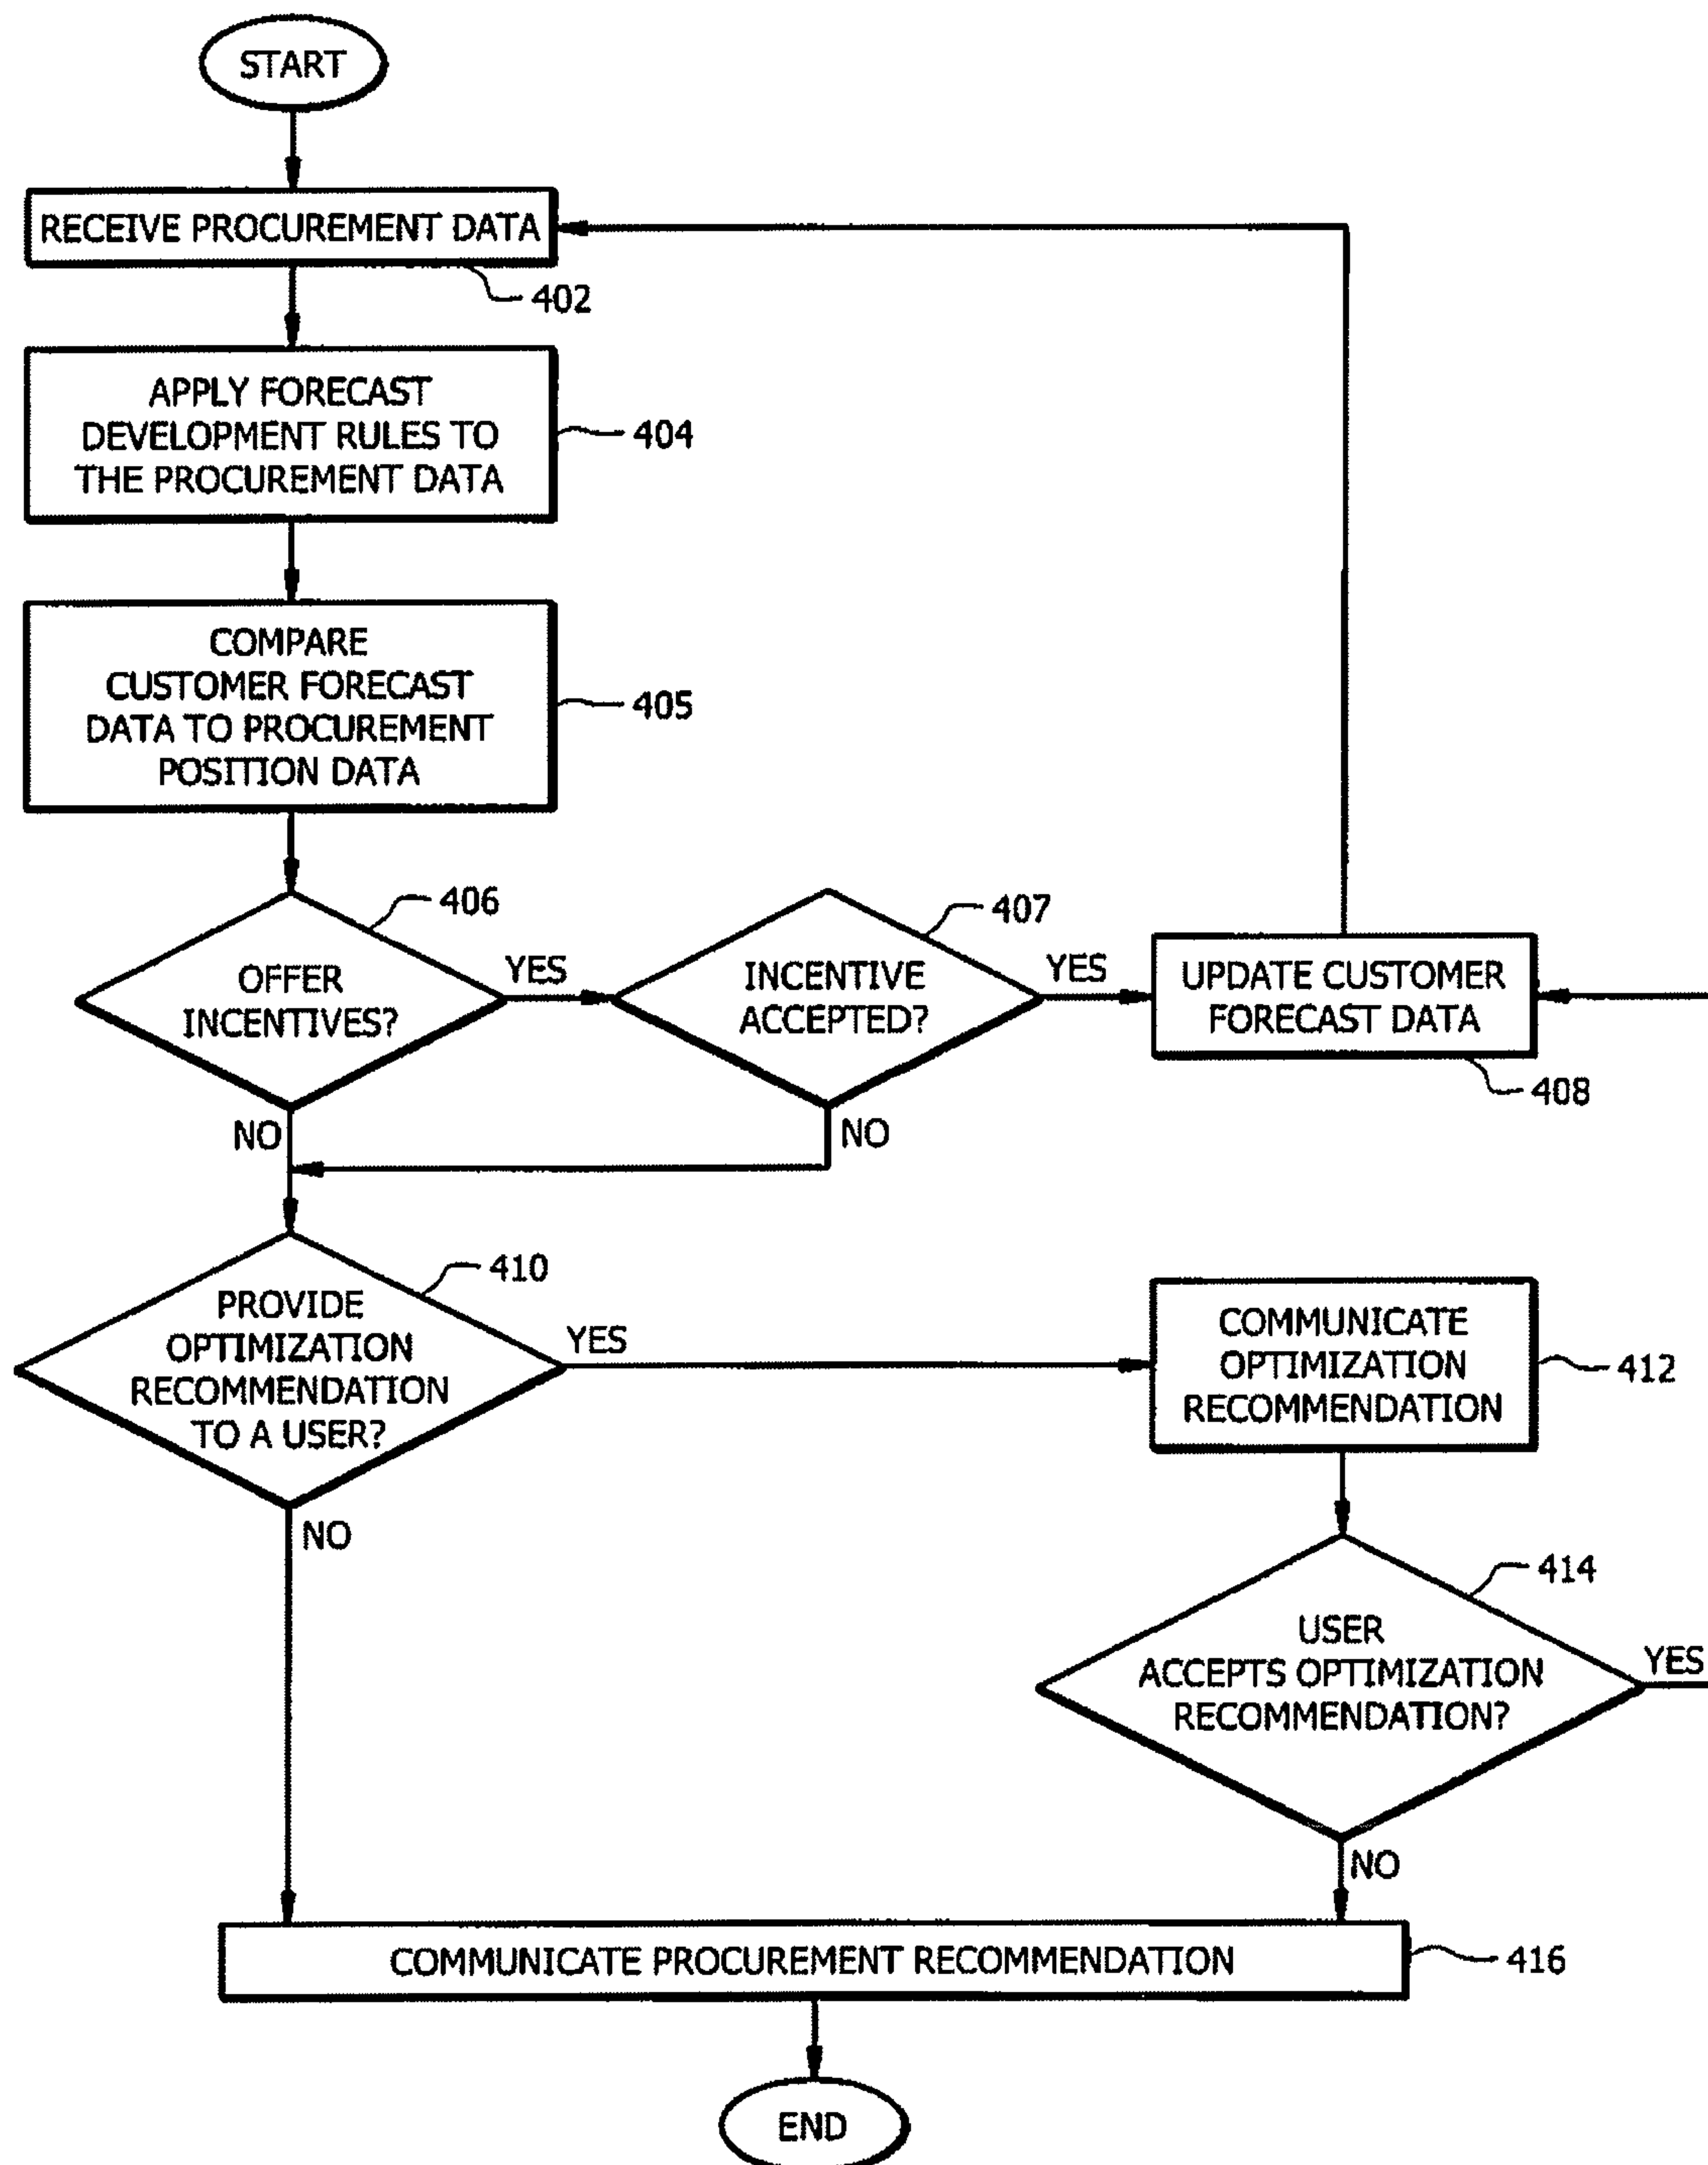 START
RECEIVE PROCUREMENT DATA
402
APPLY FORECAST
DEVELOPMENT RULES TO
THE PROCUREMENT DATA
404
COMPARE
CUSTOMER FORECAST
DATA TO PROCUREMENT
POSITION DATA
405
406
OFFER
INCENTIVES?
YES
NO
407
INCENTIVE
ACCEPTED?
YES
NO
UPDATE CUSTOMER
FORECAST DATA
408
410
PROVIDE
OPTIMIZATION
RECOMMENDATION
TO A USER?
YES
NO
COMMUNICATE
OPTIMIZATION
RECOMMENDATION
412
414
USER
ACCEPTS OPTIMIZATION
RECOMMENDATION?
YES
NO
COMMUNICATE PROCUREMENT RECOMMENDATION
416
END